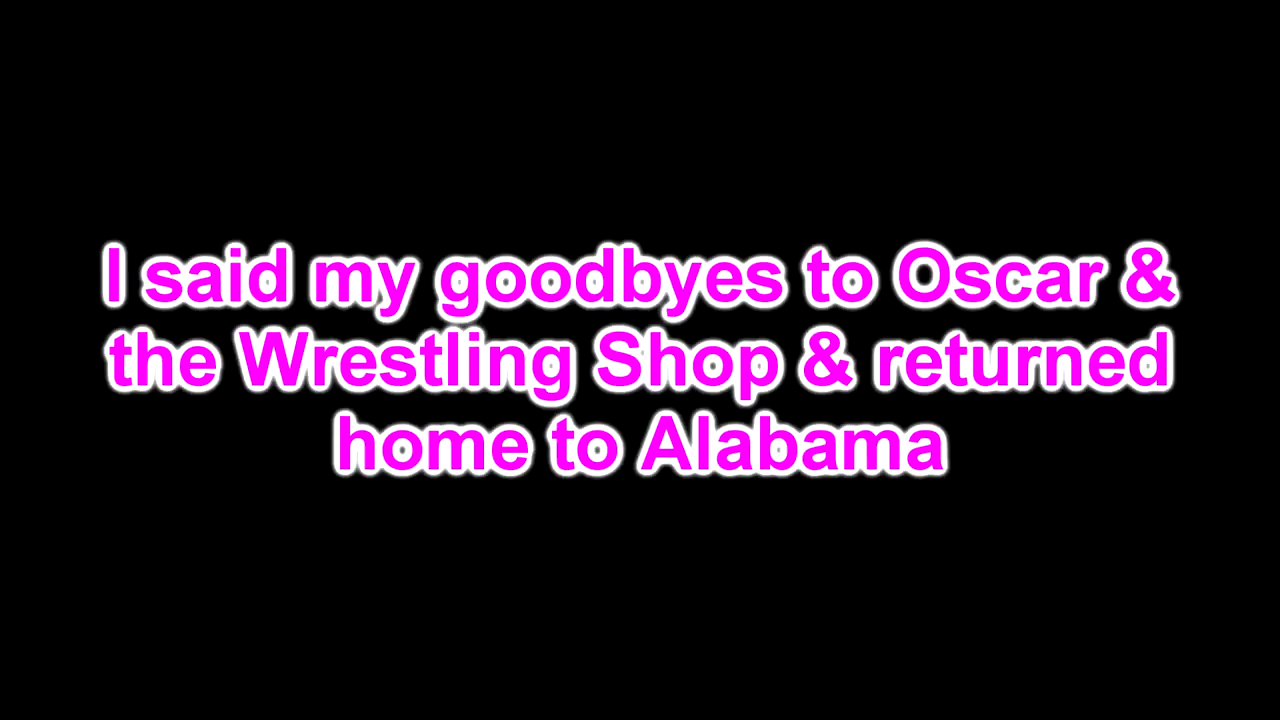 I said my goodbyes to Oscar &
the Wrestling Shop & returned
home to Alabama